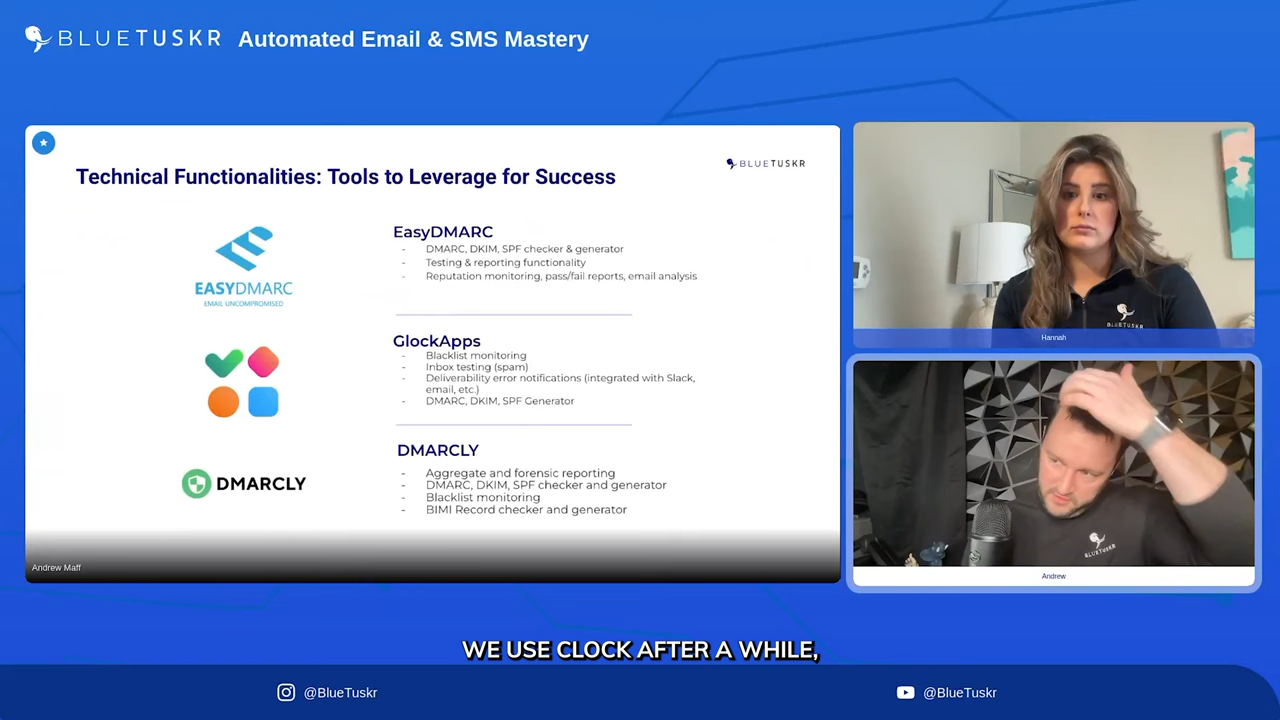 BLUETUSKR Automated Email & SMS Mastery
Technical Functionalities: Tools to Leverage for Success
BLUETUSKR
EASYDMARC
EMAIL UNCOMPROMISED
EasyDMARC
- DMARC, DKIM, SPF checker & generator
- Testing & reporting functionality
- Reputation monitoring, pass/fail reports, email analysis
GlockApps
- Blacklist monitoring
- Inbox testing (spam)
- Deliverability error notifications (integrated with Slack,
email, etc.)
- DMARC, DKIM, SPF Generator
DMARCLY
DMARCLY
- Aggregate and forensic reporting
- DMARC, DKIM, SPF checker and generator
- Blacklist monitoring
- BIMI Record checker and generator
Andrew Maff
BLUETUSKR
Hannah
BLUETUSKR
Andrew
WE USE CLOCK AFTER A WHILE,
@BlueTuskr
@BlueTuskr